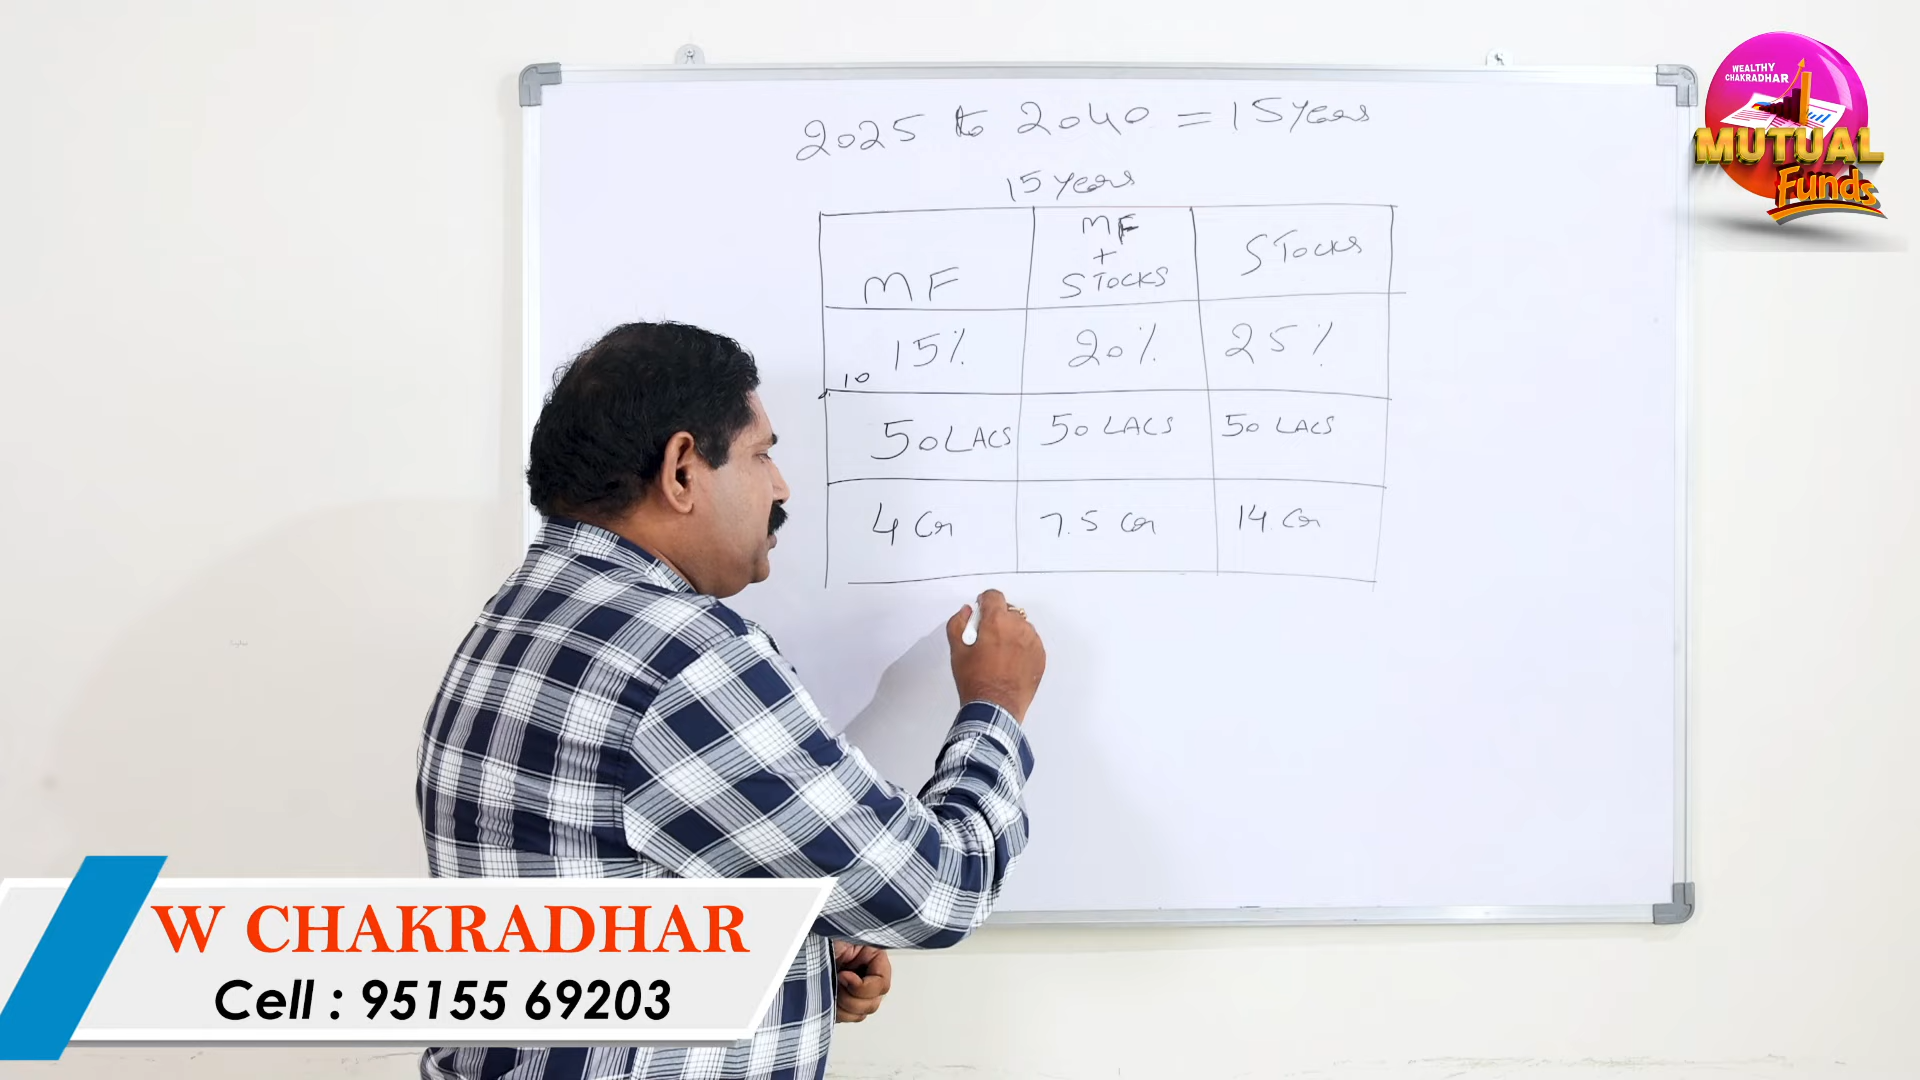 2025 to 2040 = 15 years
15 years
MF
MF + STOCKS
STOCKS
10 15%
20%
25%
50 LACS
50 LACS
50 LACS
4 Cr
7.5 Cr
14 Cr
WEALTHY
CHAKRADHAR
MUTUAL
Funds
W CHAKRADHAR
Cell : 95155 69203